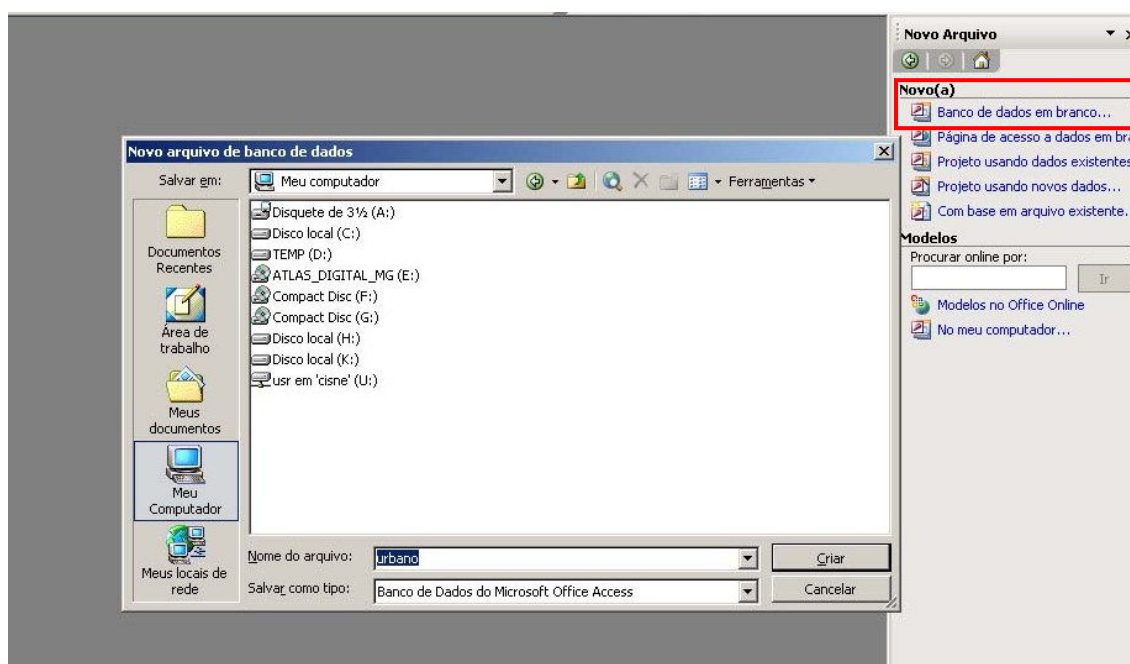 Novo Arquivo
Novo(a)
Banco de dados em branco...
Página de acesso a dados em
Projeto usando dados existentes
Projeto usando novos dados...
Com base em arquivo existente.
Modelos
Procurar online por:
Ir
Modelos no Office Online
No meu computador...
Novo arquivo de banco de dados
Salvar em:
Meu computador
Ferramentas
Documentos
Recentes
Área de
trabalho
Meus
documentos
Meu
Computador
Meus locais de
rede
Disquete de 3½ (A:)
Disco local (C:)
TEMP (D:)
ATLAS_DIGITAL_MG (E:)
Compact Disc (F:)
Compact Disc (G:)
Disco local (H:)
Disco local (K:)
usr em 'cisne' (U:)
Nome do arquivo:
urbano
Criar
Salvar como tipo:
Banco de Dados do Microsoft Office Access
Cancelar